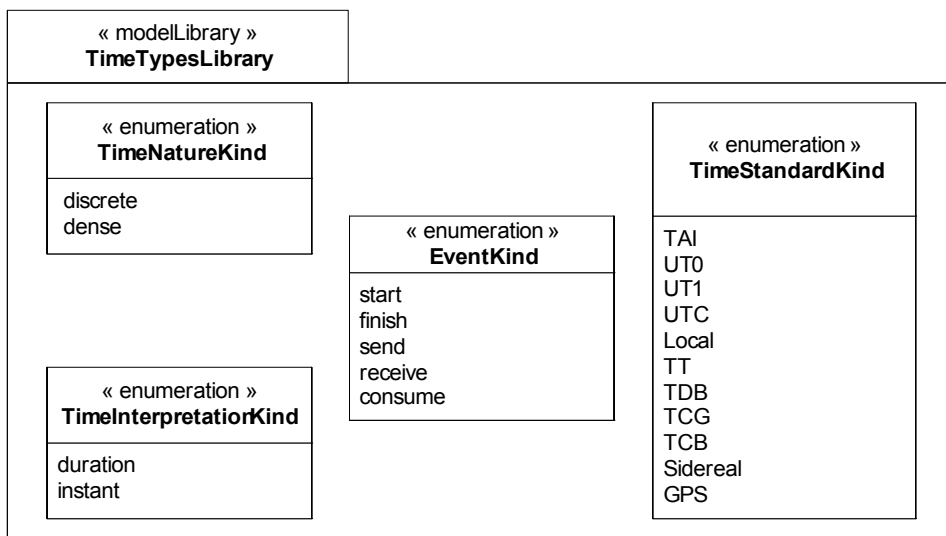 « modelLibrary »
TimeTypesLibrary
« enumeration »
TimeNatureKind
discrete
dense
« enumeration »
TimeInterpretationKind
duration
instant
« enumeration »
EventKind
start
finish
send
receive
consume
« enumeration »
TimeStandardKind
TAI
UT0
UT1
UTC
Local
TT
TDB
TCG
TCB
Sidereal
GPS